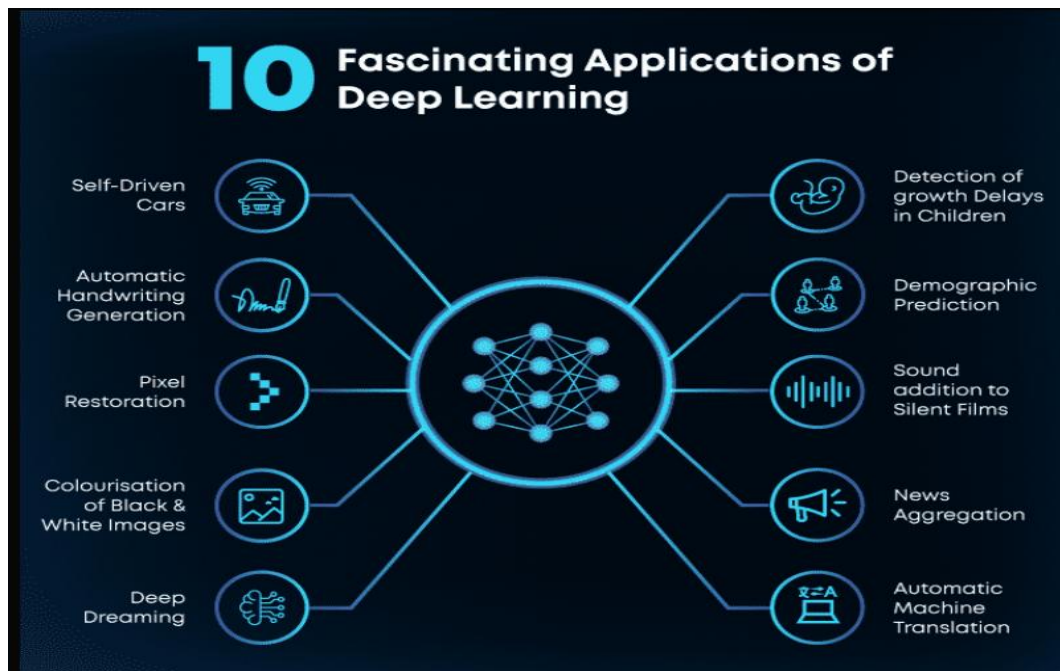 10
Fascinating Applications of
Deep Learning
Self-Driven
Cars
Automatic
Handwriting
Generation
Pixel
Restoration
Colourisation
of Black &
White Images
Deep
Dreaming
Detection of
growth Delays
in Children
Demographic
Prediction
Sound
addition to
Silent Films
News
Aggregation
文⇄A
Automatic
Machine
Translation